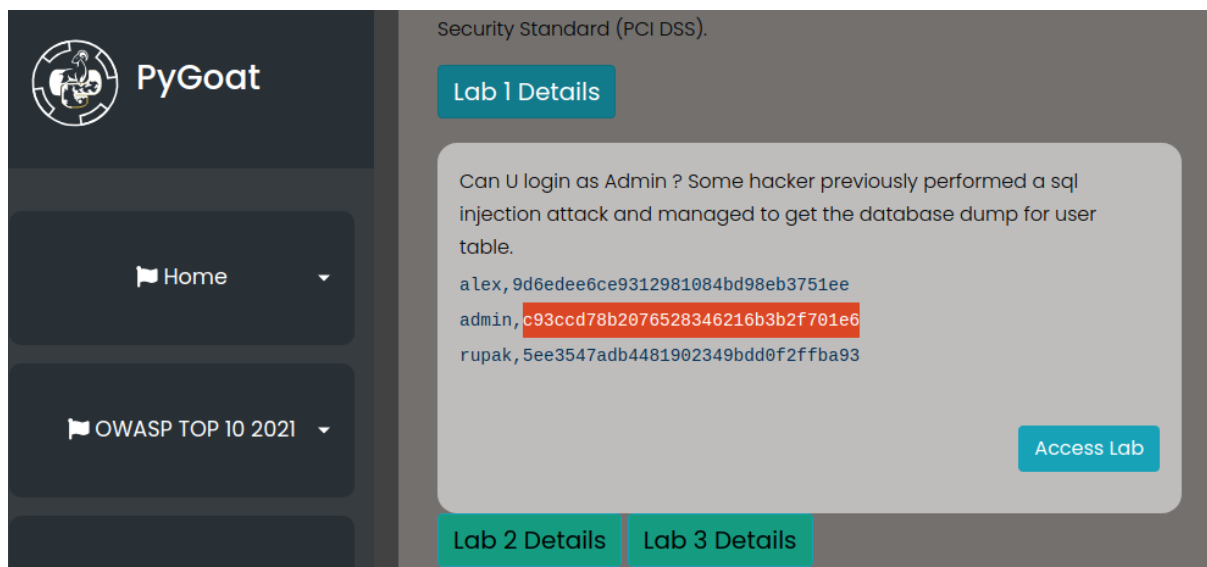 PyGoat
Home
OWASP TOP 10 2021
Security Standard (PCI DSS).
Lab 1 Details
Can U login as Admin ? Some hacker previously performed a sql
injection attack and managed to get the database dump for user
table.
alex,9d6edee6ce9312981084bd98eb3751ee
admin,c93ccd78b2076528346216b3b2f701e6
rupak,5ee3547adb4481902349bdd0f2ffba93
Access Lab
Lab 2 Details
Lab 3 Details